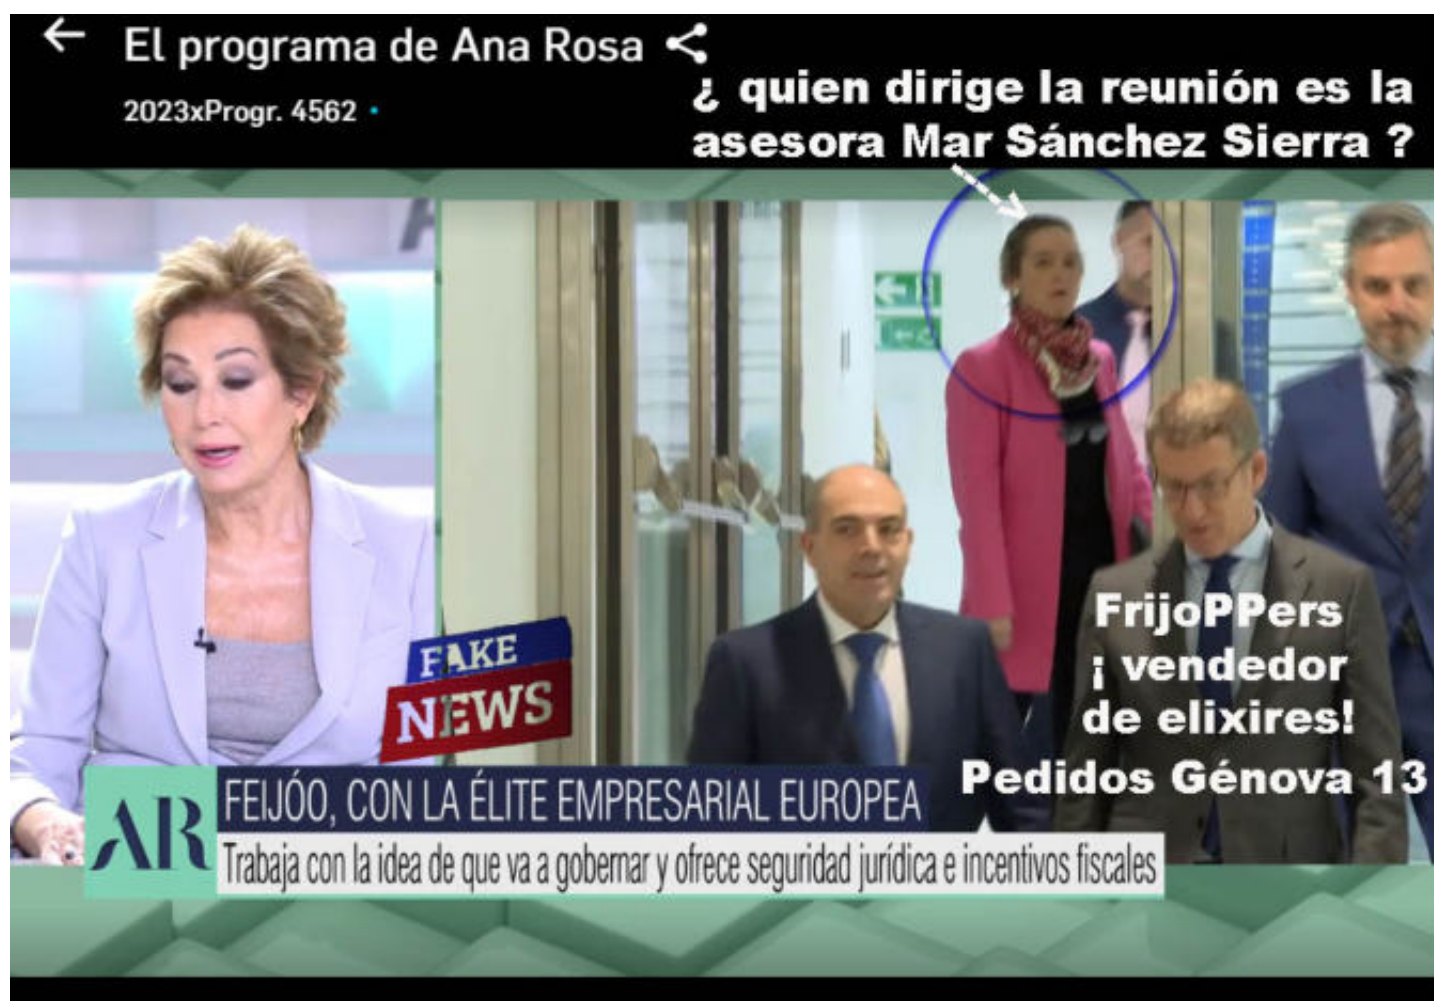 El programa de Ana Rosa
2023xProgr. 4562
¿ quien dirige la reunión es la
asesora Mar Sánchez Sierra ?
FAKE
NEWS
FrijoPPers
¡ vendedor
de elixires!
Pedidos Génova 13
AR
FEIJÓO, CON LA ÉLITE EMPRESARIAL EUROPEA
Trabaja con la idea de que va a gobernar y ofrece seguridad jurídica e incentivos fiscales